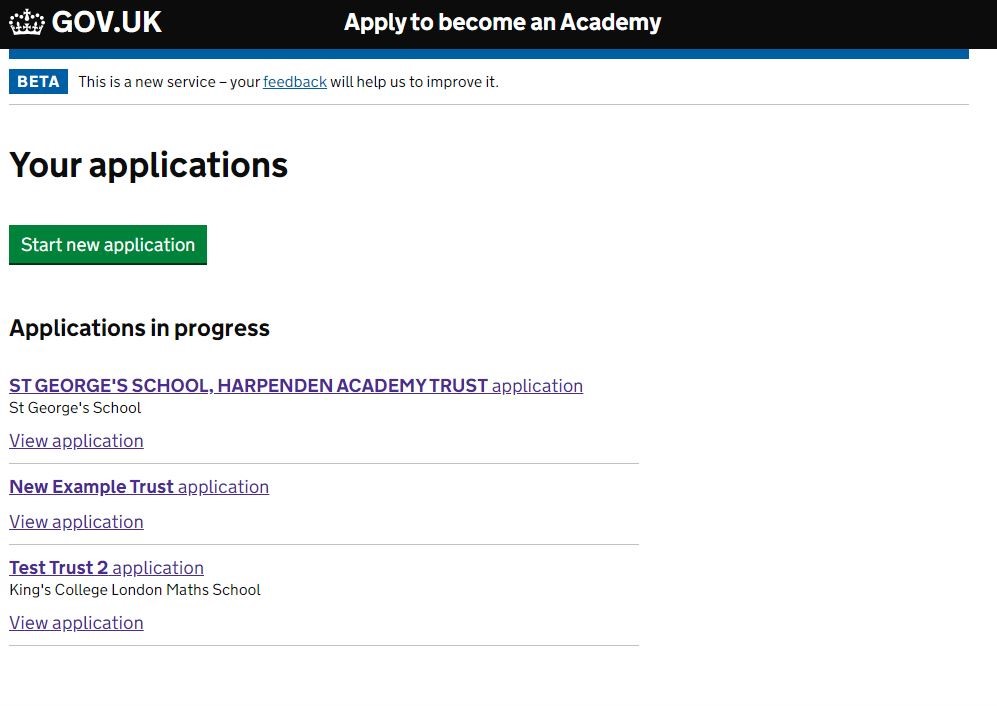 GOV.UK Apply to become an Academy
BETA This is a new service – your feedback will help us to improve it.
Your applications
Start new application
Applications in progress
ST GEORGE'S SCHOOL, HARPENDEN ACADEMY TRUST application
St George's School
View application
New Example Trust application
View application
Test Trust 2 application
King's College London Maths School
View application